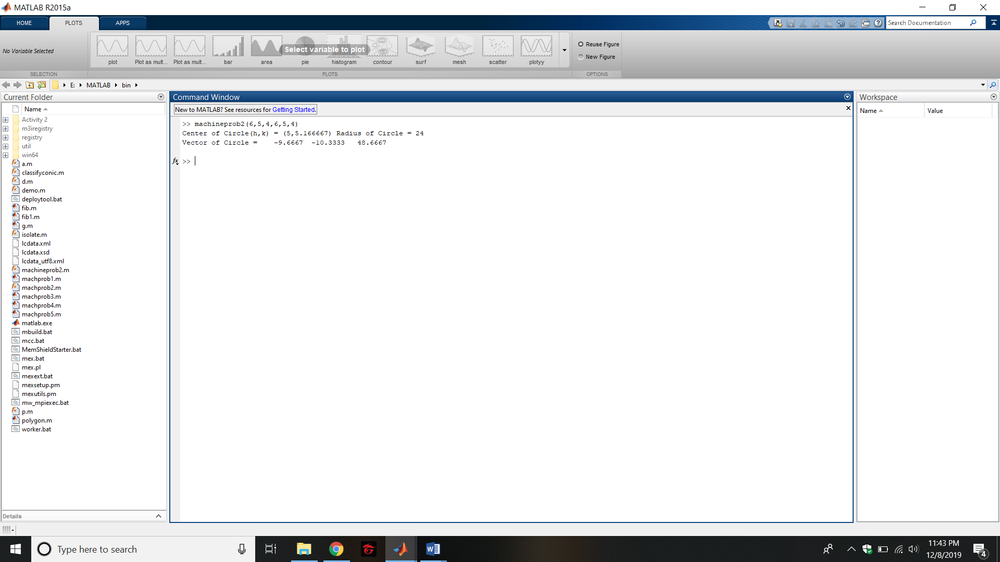 MATLAB R2015a
HOME PLOTS APPS
Search Documentation
No Variable Selected
plot Plot as mult... Plot as mult... bar area pie histogram contour surf mesh scatter plotyy
Select variable to plot
Reuse Figure
New Figure
SELECTION PLOTS OPTIONS
E: MATLAB bin
Current Folder
Name
Activity 2
m3iregistry
registry
util
win64
a.m
classifyconic.m
d.m
demo.m
deploytool.bat
fib.m
fib1.m
g.m
isolate.m
lcdata.xml
lcdata.xsd
lcdata_utf8.xml
machineprob2.m
machprob1.m
machprob2.m
machprob3.m
machprob4.m
machprob5.m
matlab.exe
mbuild.bat
mcc.bat
MemShieldStarter.bat
mex.bat
mex.pl
mexext.bat
mexsetup.pm
mexutils.pm
mw_mpiexec.bat
p.m
polygon.m
worker.bat
Details
Command Window
New to MATLAB? See resources for Getting Started.
>> machineprob2(6,5,4,6,5,4)
Center of Circle(h,k) = (5,5.166667) Radius of Circle = 24
Vector of Circle =    -9.6667  -10.3333   48.6667
fx >>
Workspace
Name Value
Type here to search
11:43 PM
12/8/2019
4